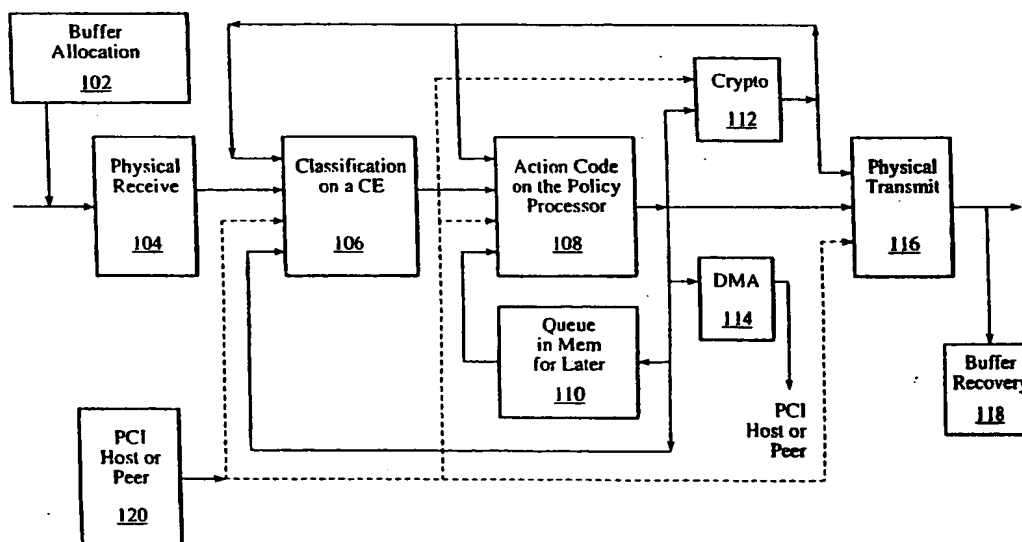 Buffer
Allocation
102
Physical
Receive
104
Classification
on a CE
106
Action Code
on the Policy
Processor
108
Crypto
112
Physical
Transmit
116
DMA
114
Queue
in Mem
for Later
110
PCI
Host or
Peer
Buffer
Recovery
118
PCI
Host or
Peer
120